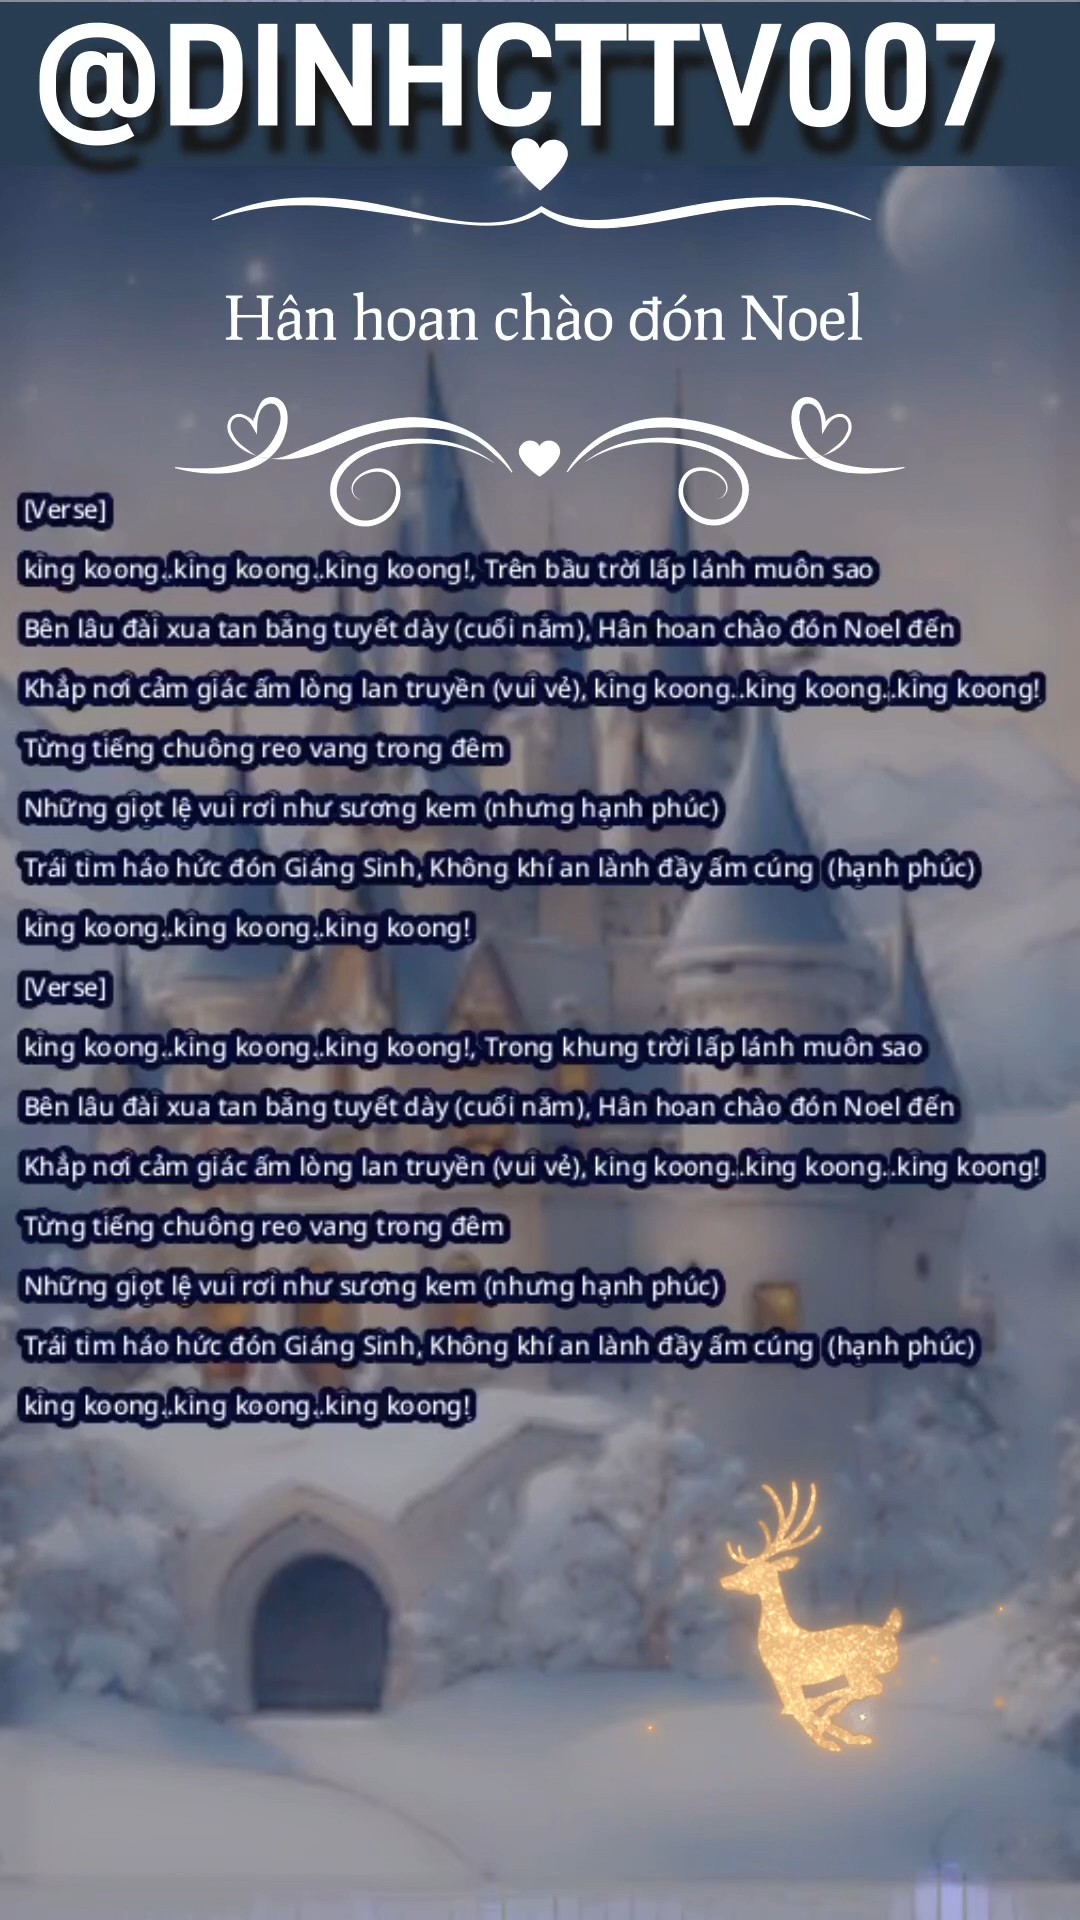 @DINHCTTV007
Hân hoan chào đón Noel
[Verse]
king koong..king koong..king koong!, Trên bầu trời lấp lánh muôn sao
Bên lâu đài xua tan băng tuyết dày (cuối năm), Hân hoan chào đón Noel đến
Khắp nơi cảm giác ấm lòng lan truyền (vui vẻ), king koong..king koong..king koong!
Từng tiếng chuông reo vang trong đêm
Những giọt lệ vui rơi như sương kem (nhưng hạnh phúc)
Trái tim háo hức đón Giáng Sinh, Không khí an lành đầy ấm cúng (hạnh phúc)
king koong..king koong..king koong!
[Verse]
king koong..king koong..king koong!, Trong khung trời lấp lánh muôn sao
Bên lâu đài xua tan băng tuyết dày (cuối năm), Hân hoan chào đón Noel đến
Khắp nơi cảm giác ấm lòng lan truyền (vui vẻ), king koong..king koong..king koong!
Từng tiếng chuông reo vang trong đêm
Những giọt lệ vui rơi như sương kem (nhưng hạnh phúc)
Trái tim háo hức đón Giáng Sinh, Không khí an lành đầy ấm cúng (hạnh phúc)
king koong..king koong..king koong!